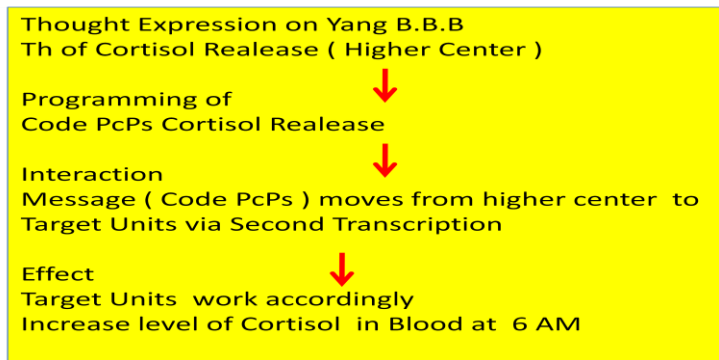 Thought Expression on Yang B.B.B
Th of Cortisol Realease ( Higher Center )
Programming of
Code PcPs Cortisol Realease
Interaction
Message ( Code PcPs ) moves from higher center to
Target Units via Second Transcription
Effect
Target Units work accordingly
Increase level of Cortisol in Blood at 6 AM